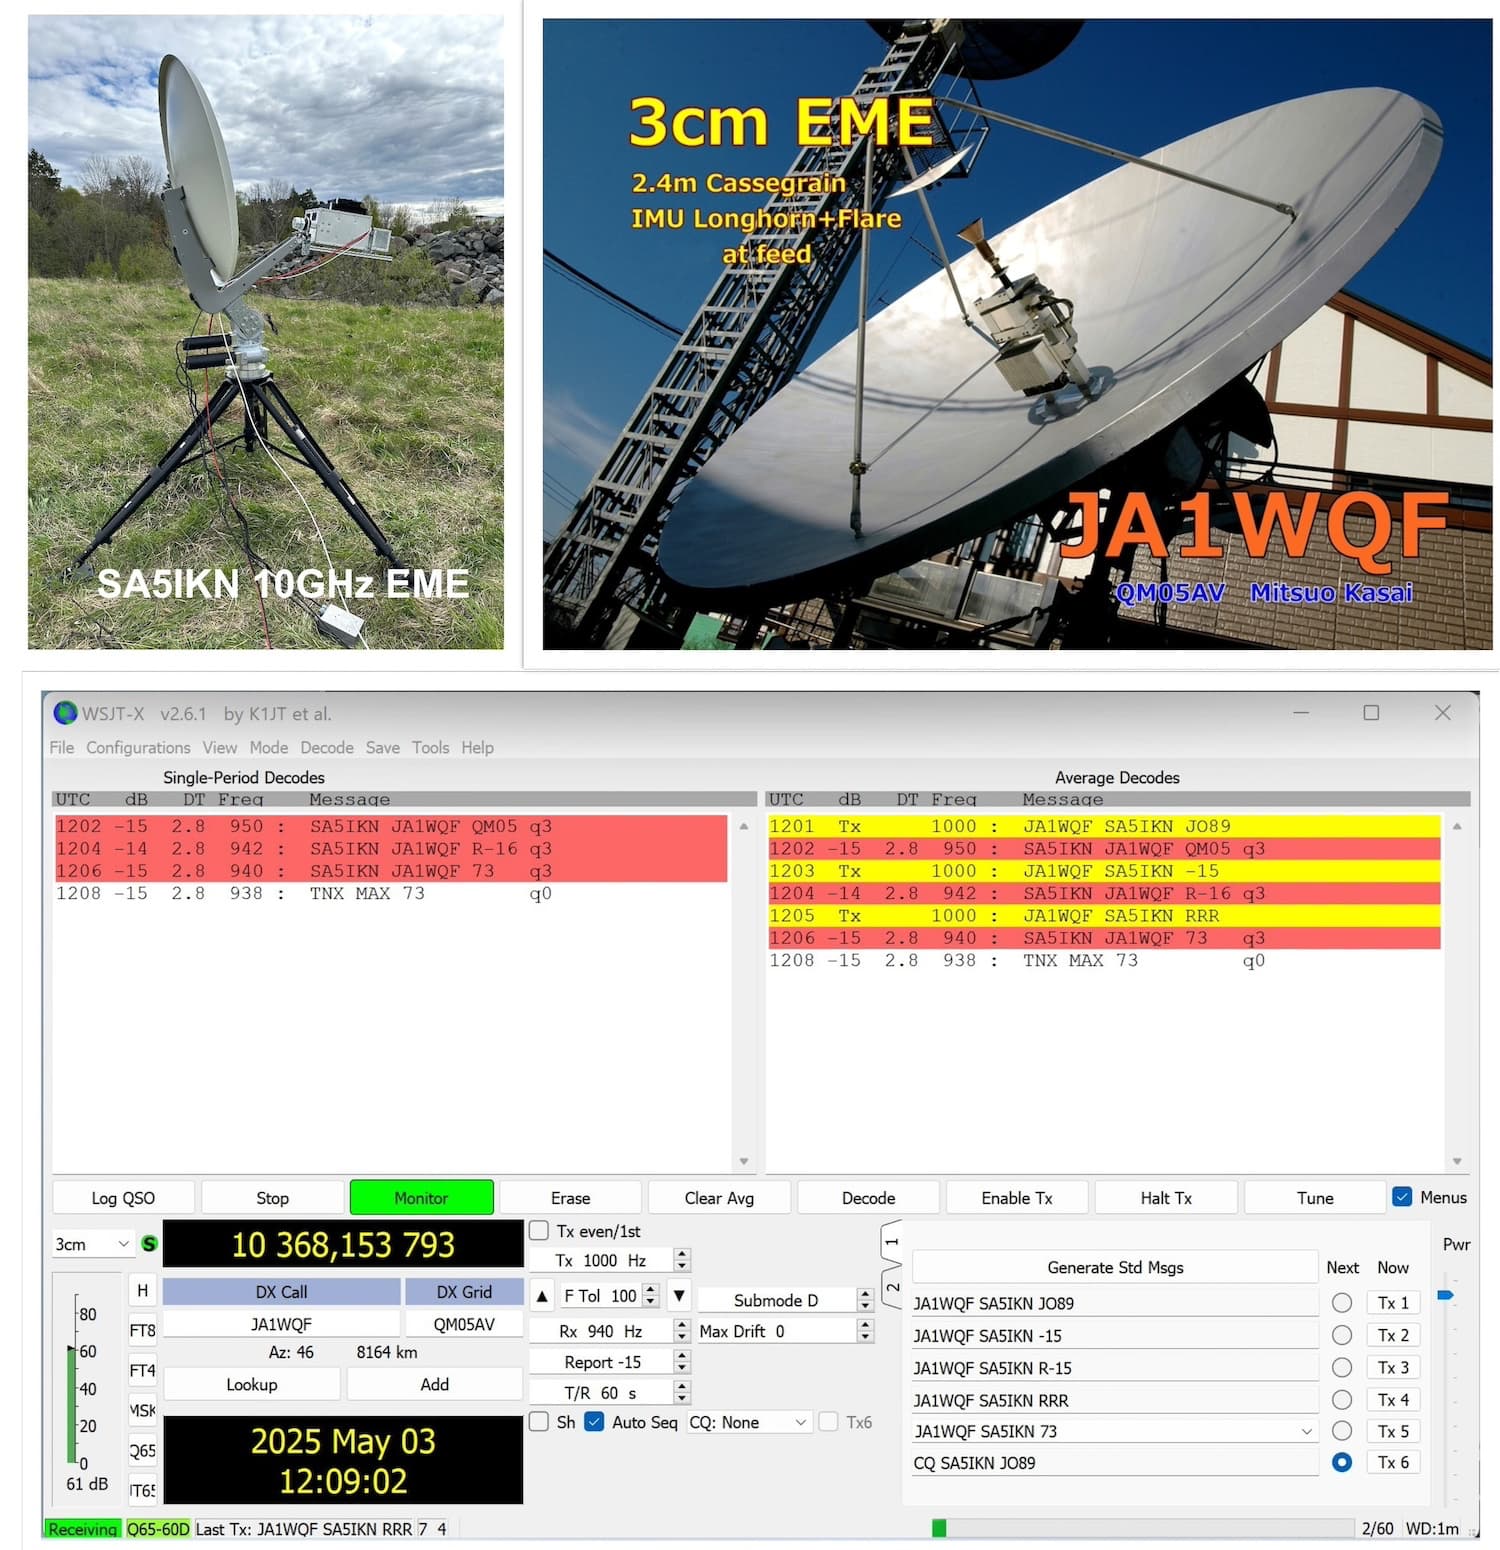 SA5IKN 10GHz EME
3cm EME
2.4m Cassegrain
IMU Longhorn+Flare
at feed
JA1WQF
QM05AV Mitsuo Kasai
WSJT-X v2.6.1 by K1JT et al.
File Configurations View Mode Decode Save Tools Help
Single-Period Decodes
UTC dB DT Freq Message
1202 -15 2.8 950 : SA5IKN JA1WQF QM05 q3
1204 -14 2.8 942 : SA5IKN JA1WQF R-16 q3
1206 -15 2.8 940 : SA5IKN JA1WQF 73 q3
1208 -15 2.8 938 : TNX MAX 73 q0
Average Decodes
UTC dB DT Freq Message
1201 Tx 1000 : JA1WQF SA5IKN JO89
1202 -15 2.8 950 : SA5IKN JA1WQF QM05 q3
1203 Tx 1000 : JA1WQF SA5IKN -15
1204 -14 2.8 942 : SA5IKN JA1WQF R-16 q3
1205 Tx 1000 : JA1WQF SA5IKN RRR
1206 -15 2.8 940 : SA5IKN JA1WQF 73 q3
1208 -15 2.8 938 : TNX MAX 73 q0
Log QSO Stop Monitor Erase Clear Avg Decode Enable Tx Halt Tx Tune Menus
3cm S 10 368,153 793
80
60
40
20
0
61 dB
H
FT8
FT4
MSK
Q65
JT65
DX Call DX Grid
JA1WQF QM05AV
Az: 46 8164 km
Lookup Add
2025 May 03
12:09:02
Tx even/1st
Tx 1000 Hz
F Tol 100
Rx 940 Hz
Report -15
T/R 60 s
Submode D
Max Drift 0
Sh Auto Seq CQ: None Tx6
1
2
Generate Std Msgs Next Now Pwr
JA1WQF SA5IKN JO89 Tx 1
JA1WQF SA5IKN -15 Tx 2
JA1WQF SA5IKN R-15 Tx 3
JA1WQF SA5IKN RRR Tx 4
JA1WQF SA5IKN 73 Tx 5
CQ SA5IKN JO89 Tx 6
Receiving Q65-60D Last Tx: JA1WQF SA5IKN RRR 7 4 2/60 WD:1m